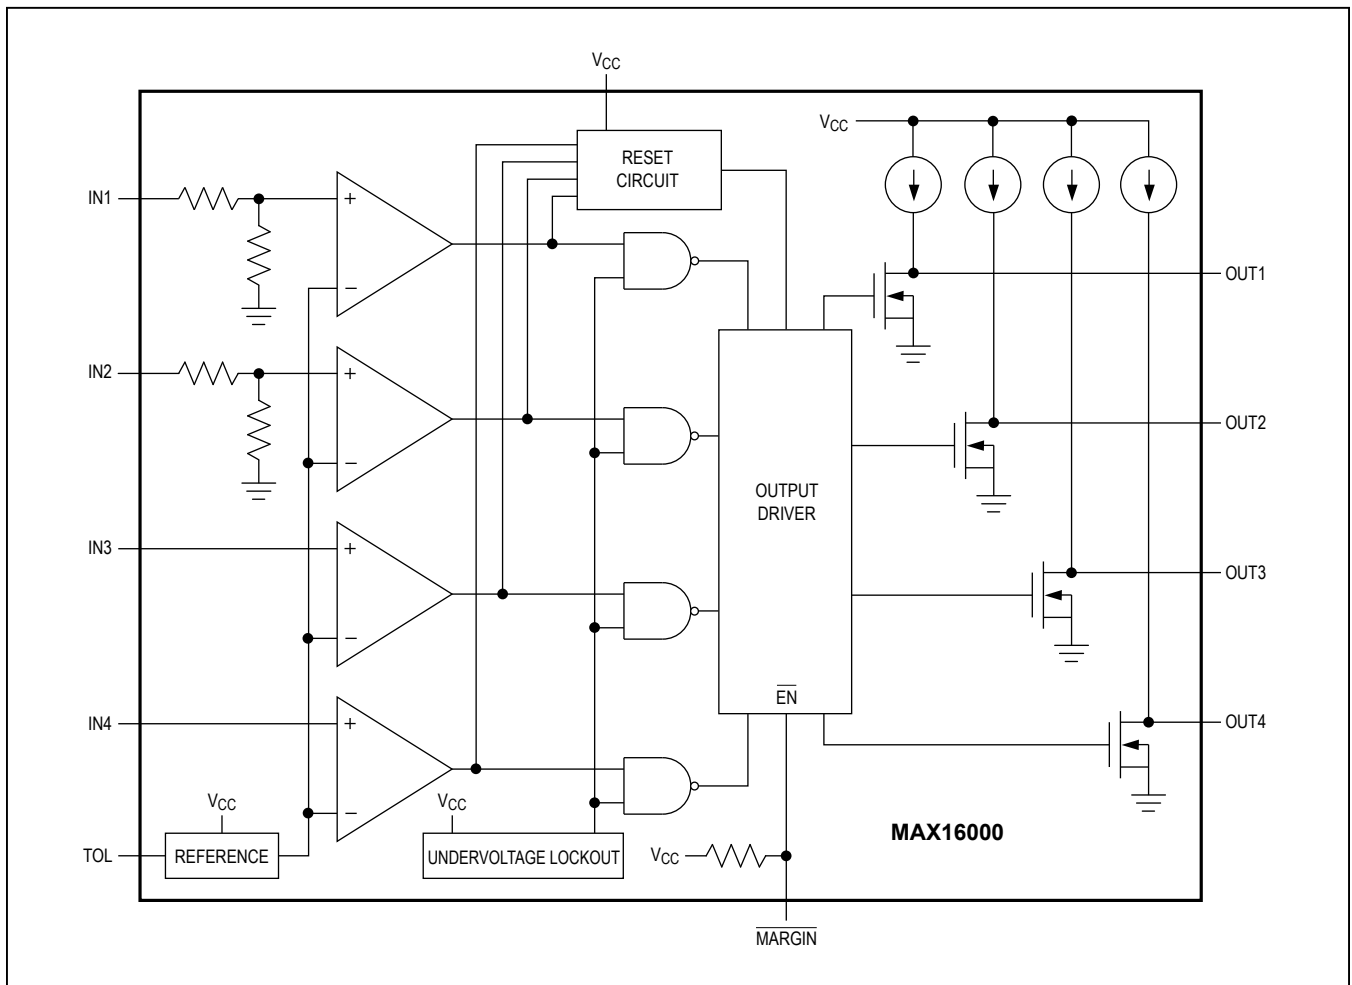 VCC
RESET
CIRCUIT
VCC
IN1
+
−
OUT1
IN2
+
−
OUT2
OUTPUT
DRIVER
IN3
+
−
OUT3
EN
IN4
+
−
OUT4
VCC
VCC
MAX16000
TOL
REFERENCE
UNDERVOLTAGE LOCKOUT
VCC
MARGIN